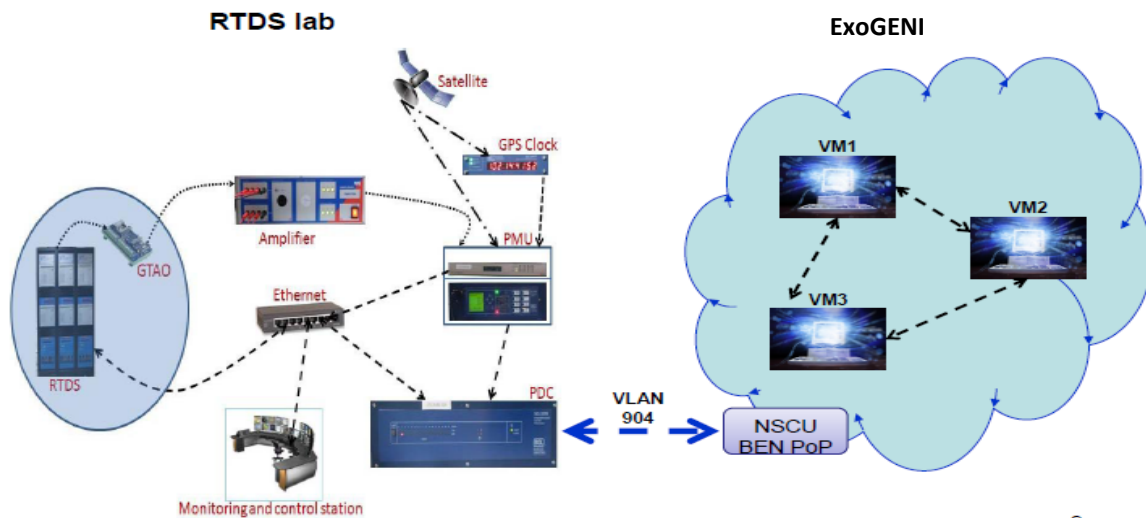 RTDS lab
ExoGENI
Satellite
GPS Clock
VM1
VM2
GTAO
Amplifier
PMU
Ethernet
VM3
RTDS
PDC
VLAN
904
NSCU
BEN PoP
Monitoring and control station